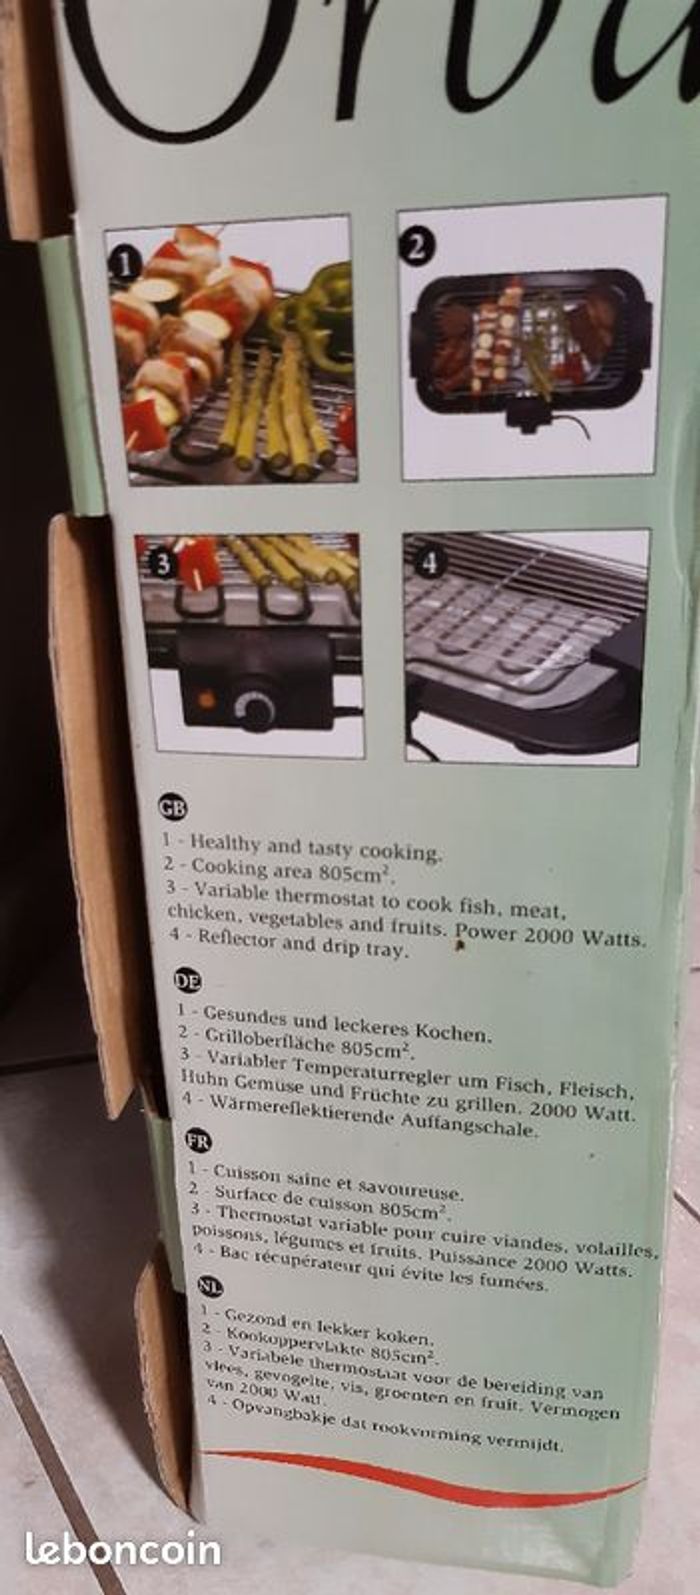 Orba
1
2
3
4
GB
1 - Healthy and tasty cooking.
2 - Cooking area 805cm².
3 - Variable thermostat to cook fish, meat,
chicken, vegetables and fruits. Power 2000 Watts.
4 - Reflector and drip tray.
DE
1 - Gesundes und leckeres Kochen.
2 - Grilloberfläche 805cm².
3 - Variabler Temperaturregler um Fisch, Fleisch,
Huhn Gemüse und Früchte zu grillen. 2000 Watt.
4 - Wärmereflektierende Auffangschale.
FR
1 - Cuisson saine et savoureuse.
2 - Surface de cuisson 805cm².
3 - Thermostat variable pour cuire viandes, volailles,
poissons, légumes et fruits. Puissance 2000 Watts.
4 - Bac récupérateur qui évite les fumées.
NL
1 - Gezond en lekker koken.
2 - Kookoppervlakte 805cm².
3 - Variabele thermostaat voor de bereiding van
vlees, gevogelte, vis, groenten en fruit. Vermogen
van 2000 Watt.
4 - Opvangbakje dat rookvorming vermijdt.
leboncoin